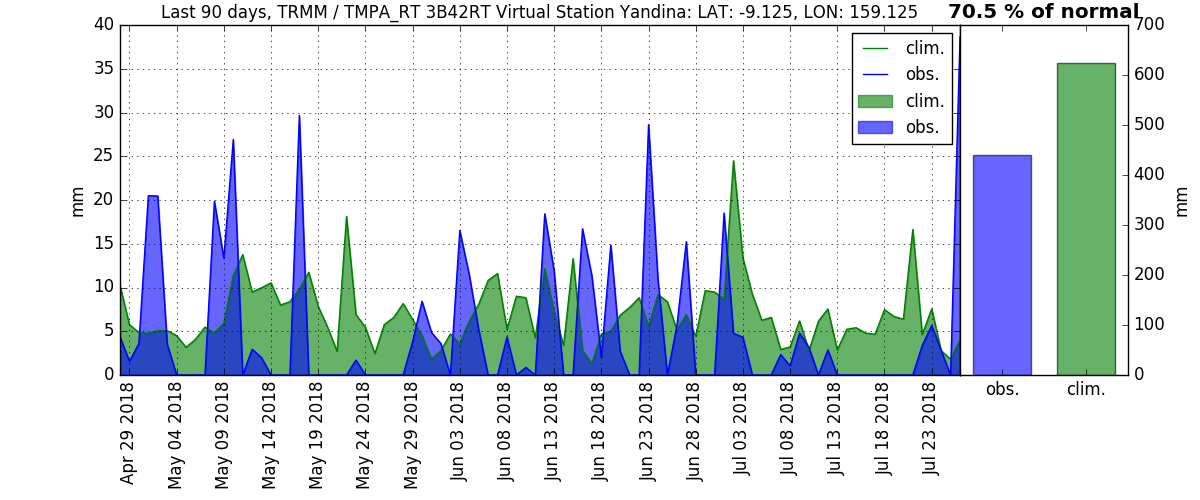 Last 90 days, TRMM / TMPA_RT 3B42RT Virtual Station Yandina: LAT: -9.125, LON: 159.125
70.5 % of normal
40
35
30
25
20
15
10
5
0
mm
clim.
obs.
clim.
obs.
700
600
500
400
300
200
100
0
mm
obs.
clim.
Apr 29 2018
May 04 2018
May 09 2018
May 14 2018
May 19 2018
May 24 2018
May 29 2018
Jun 03 2018
Jun 08 2018
Jun 13 2018
Jun 18 2018
Jun 23 2018
Jun 28 2018
Jul 03 2018
Jul 08 2018
Jul 13 2018
Jul 18 2018
Jul 23 2018